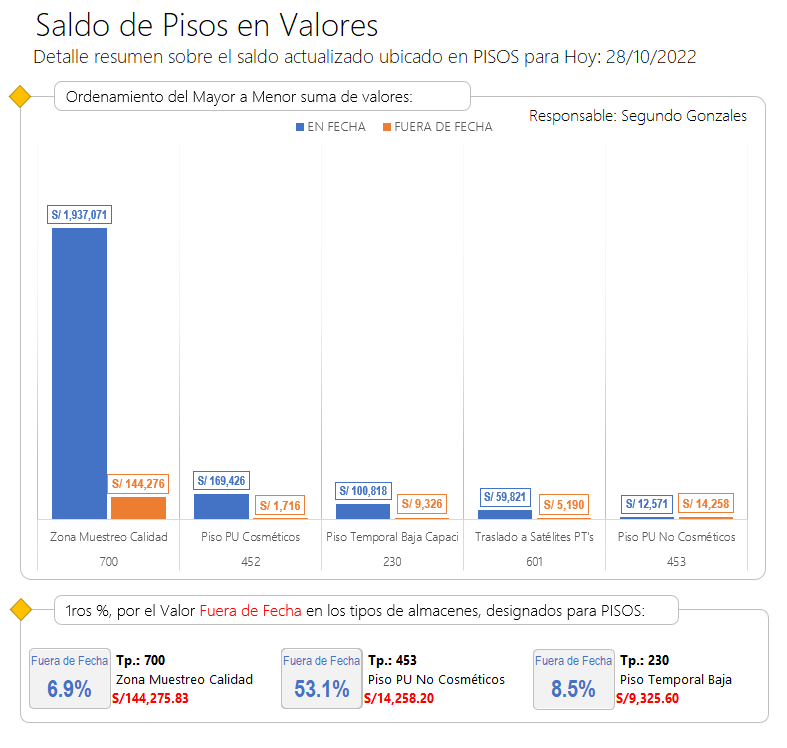 Saldo de Pisos en Valores
Detalle resumen sobre el saldo actualizado ubicado en PISOS para Hoy: 28/10/2022
Ordenamiento del Mayor a Menor suma de valores:
Responsable: Segundo Gonzales
EN FECHA FUERA DE FECHA
S/ 1,937,071
S/ 144,276
S/ 169,426
S/ 1,716
S/ 100,818
S/ 9,326
S/ 59,821
S/ 5,190
S/ 12,571
S/ 14,258
Zona Muestreo Calidad Piso PU Cosméticos Piso Temporal Baja Capaci Traslado a Satélites PT's Piso PU No Cosméticos
700 452 230 601 453
1ros %, por el Valor Fuera de Fecha en los tipos de almacenes, designados para PISOS:
Fuera de Fecha
6.9%
Tp.: 700
Zona Muestreo Calidad
S/144,275.83
Fuera de Fecha
53.1%
Tp.: 453
Piso PU No Cosméticos
S/14,258.20
Fuera de Fecha
8.5%
Tp.: 230
Piso Temporal Baja
S/9,325.60